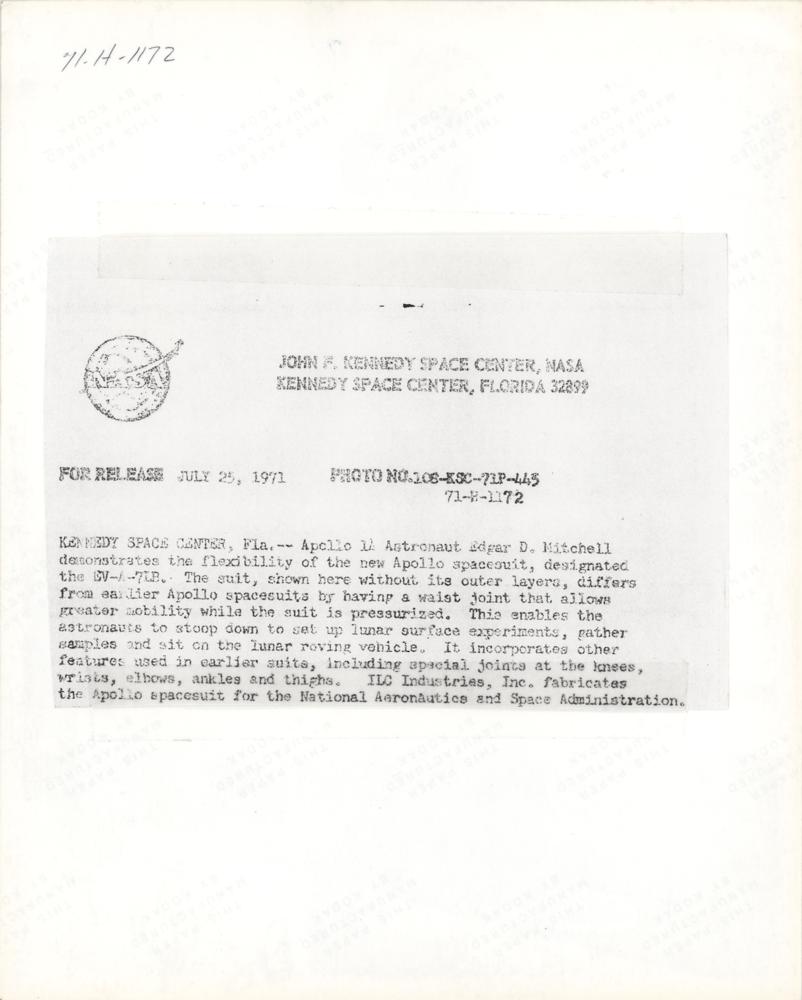 71-H-1172
NASA
JOHN F. KENNEDY SPACE CENTER, NASA
KENNEDY SPACE CENTER, FLORIDA 32899
FOR RELEASE JULY 25, 1971 PHOTO NO. 108-KSC-71P-445
71-H-1172
KENNEDY SPACE CENTER, Fla.-- Apollo 14 Astronaut Edgar D. Mitchell
demonstrates the flexibility of the new Apollo spacesuit, designated
the EV-A-7LB. The suit, shown here without its outer layers, differs
from earlier Apollo spacesuits by having a waist joint that allows
greater mobility while the suit is pressurized. This enables the
astronauts to stoop down to set up lunar surface experiments, gather
samples and sit on the lunar roving vehicle. It incorporates other
features used in earlier suits, including special joints at the knees,
wrists, elbows, ankles and thighs. ILC Industries, Inc. fabricates
the Apollo spacesuit for the National Aeronautics and Space Administration.
THIS PAPER
MANUFACTURED
BY KODAK